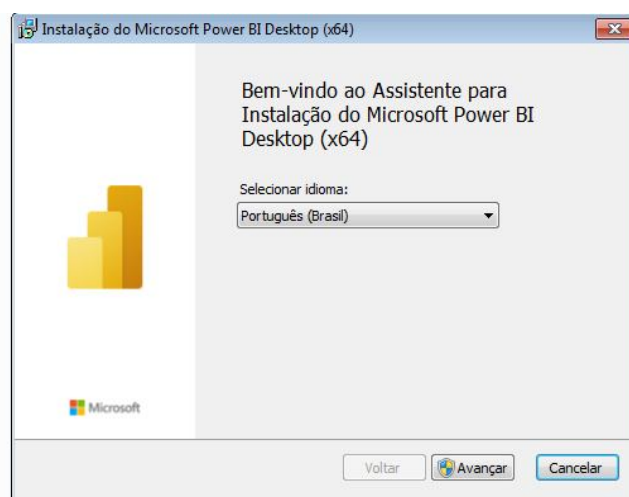 Instalação do Microsoft Power BI Desktop (x64)
Bem-vindo ao Assistente para
Instalação do Microsoft Power BI
Desktop (x64)
Selecionar idioma:
Português (Brasil)
Microsoft
Voltar
Avançar
Cancelar